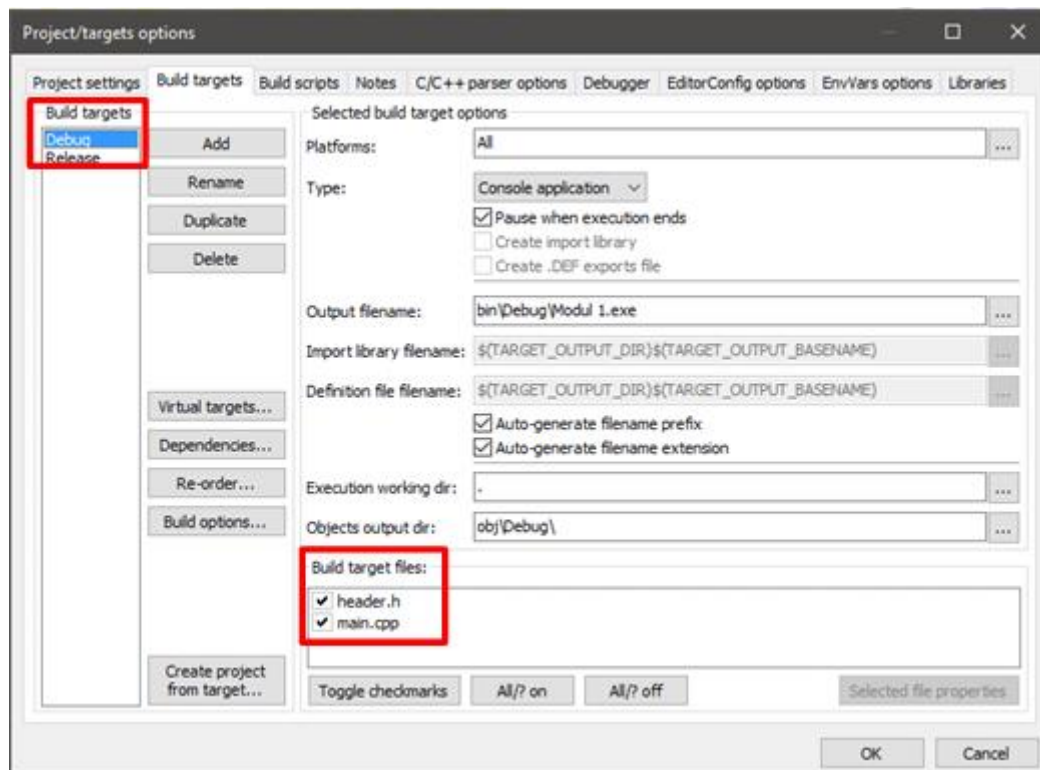 Project/targets options
Project settings Build targets Build scripts Notes C/C++ parser options Debugger EditorConfig options EnvVars options Libraries
Build targets
Debug
Release
Add
Rename
Duplicate
Delete
Virtual targets...
Dependencies...
Re-order...
Build options...
Create project
from target...
Selected build target options
Platforms: All ...
Type: Console application
Pause when execution ends
Create import library
Create .DEF exports file
Output filename: bin\Debug\Modul 1.exe ...
Import library filename: $(TARGET_OUTPUT_DIR)$(TARGET_OUTPUT_BASENAME) ...
Definition file filename: $(TARGET_OUTPUT_DIR)$(TARGET_OUTPUT_BASENAME) ...
Auto-generate filename prefix
Auto-generate filename extension
Execution working dir: . ...
Objects output dir: obj\Debug\ ...
Build target files:
header.h
main.cpp
Toggle checkmarks All/? on All/? off Selected file properties
OK Cancel